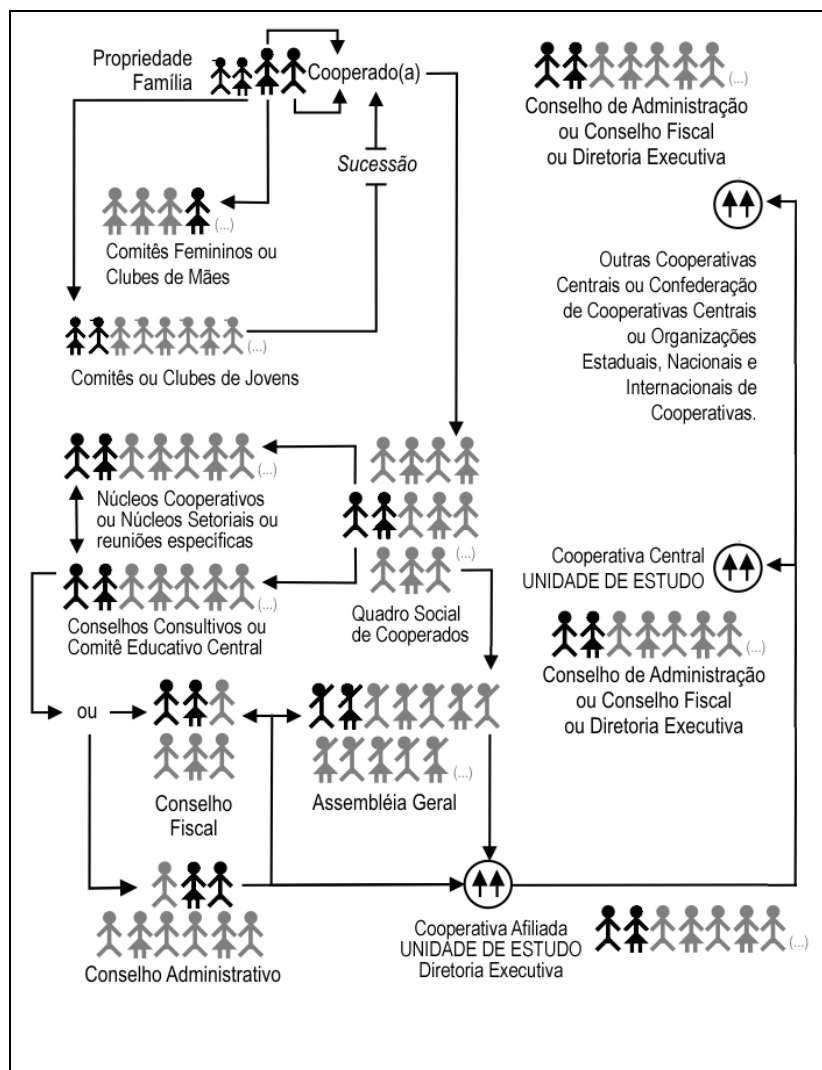 Propriedade
Família
Cooperado(a)
Sucessão
(...)
Comitês Femininos ou
Clubes de Mães
(...)
Comitês ou Clubes de Jovens
(...)
Núcleos Cooperativos
ou Núcleos Setoriais ou
reuniões específicas
(...)
Conselhos Consultivos ou
Comitê Educativo Central
(...)
Quadro Social
de Cooperados
ou
Conselho
Fiscal
(...)
Assembléia Geral
Conselho Administrativo
Cooperativa Afiliada
UNIDADE DE ESTUDO
Diretoria Executiva
(...)
(...)
Conselho de Administração
ou Conselho Fiscal
ou Diretoria Executiva
Outras Cooperativas
Centrais ou Confederação
de Cooperativas Centrais
ou Organizações
Estaduais, Nacionais e
Internacionais de
Cooperativas.
Cooperativa Central
UNIDADE DE ESTUDO
(...)
Conselho de Administração
ou Conselho Fiscal
ou Diretoria Executiva